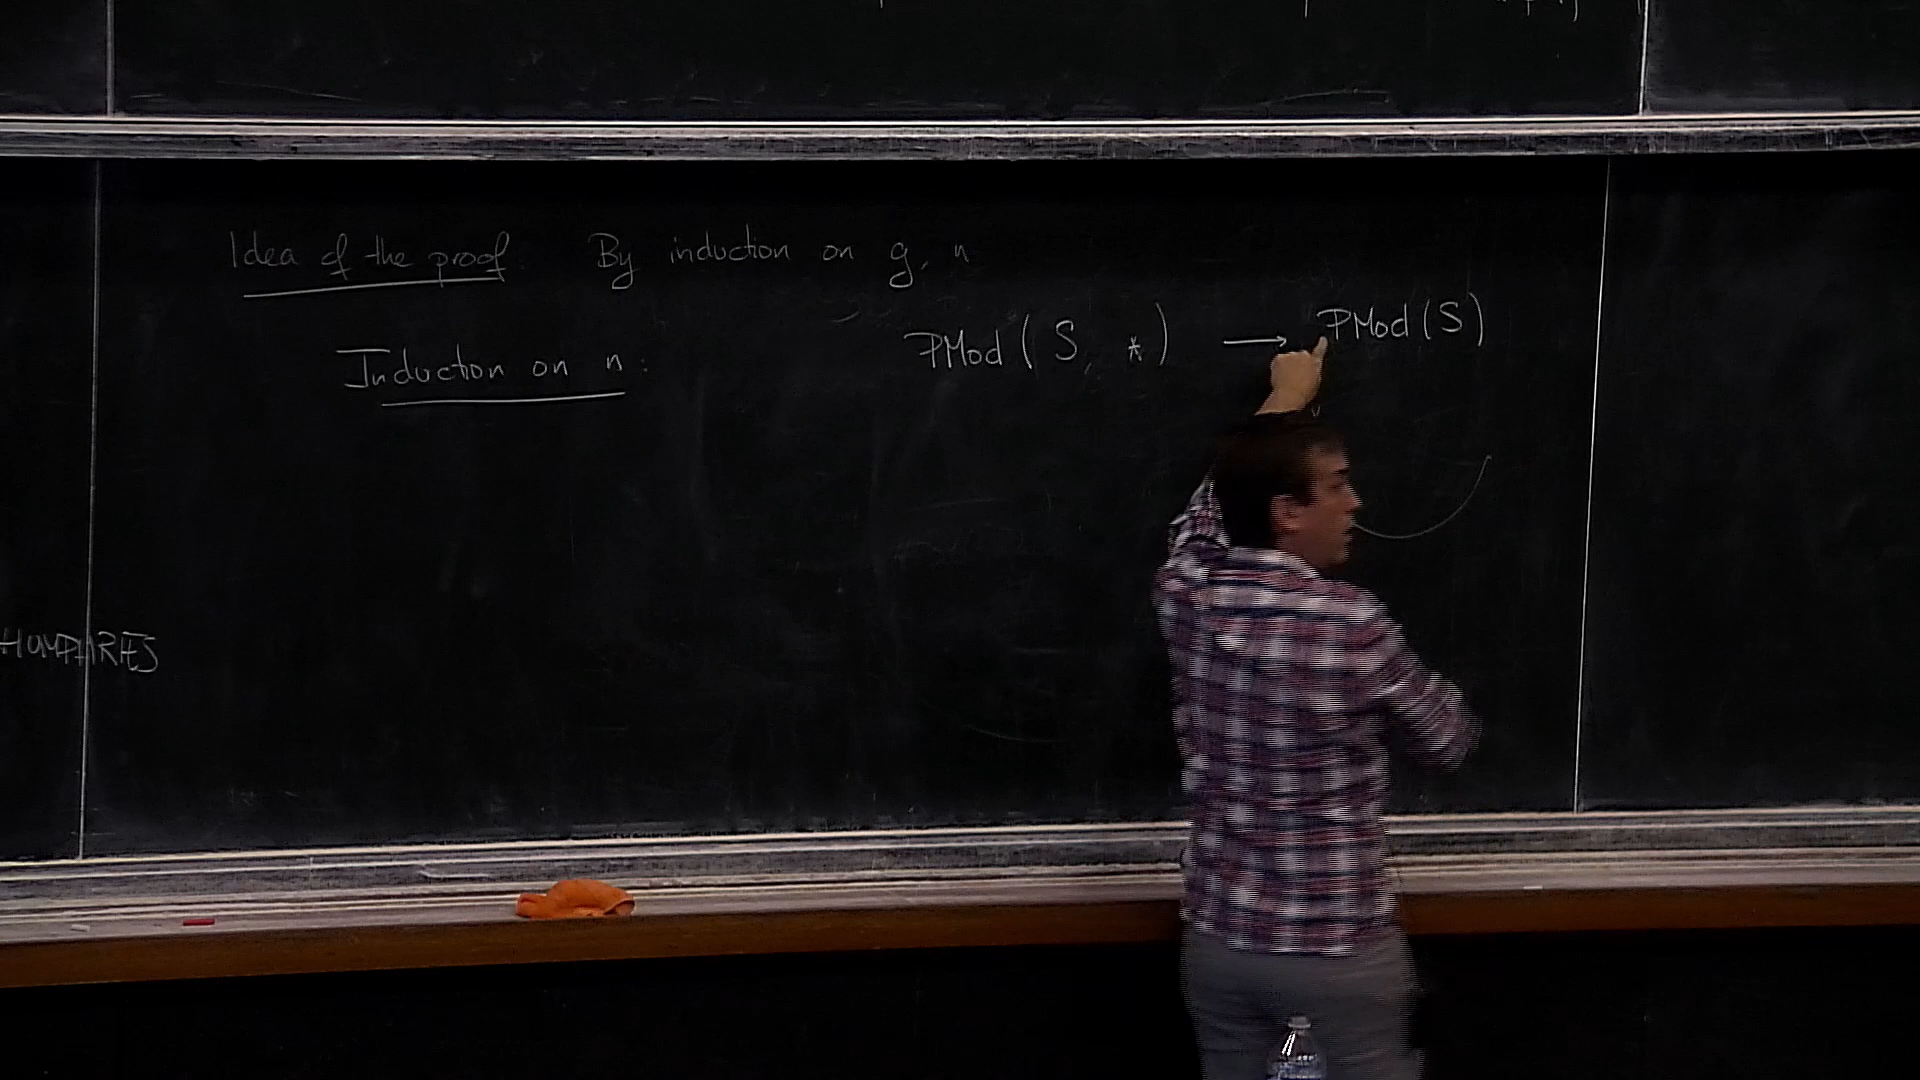 Idea of the proof. By induction on g, n
Induction on n: PMod(S, *) ⟶ PMod(S)
HUMPHRIES